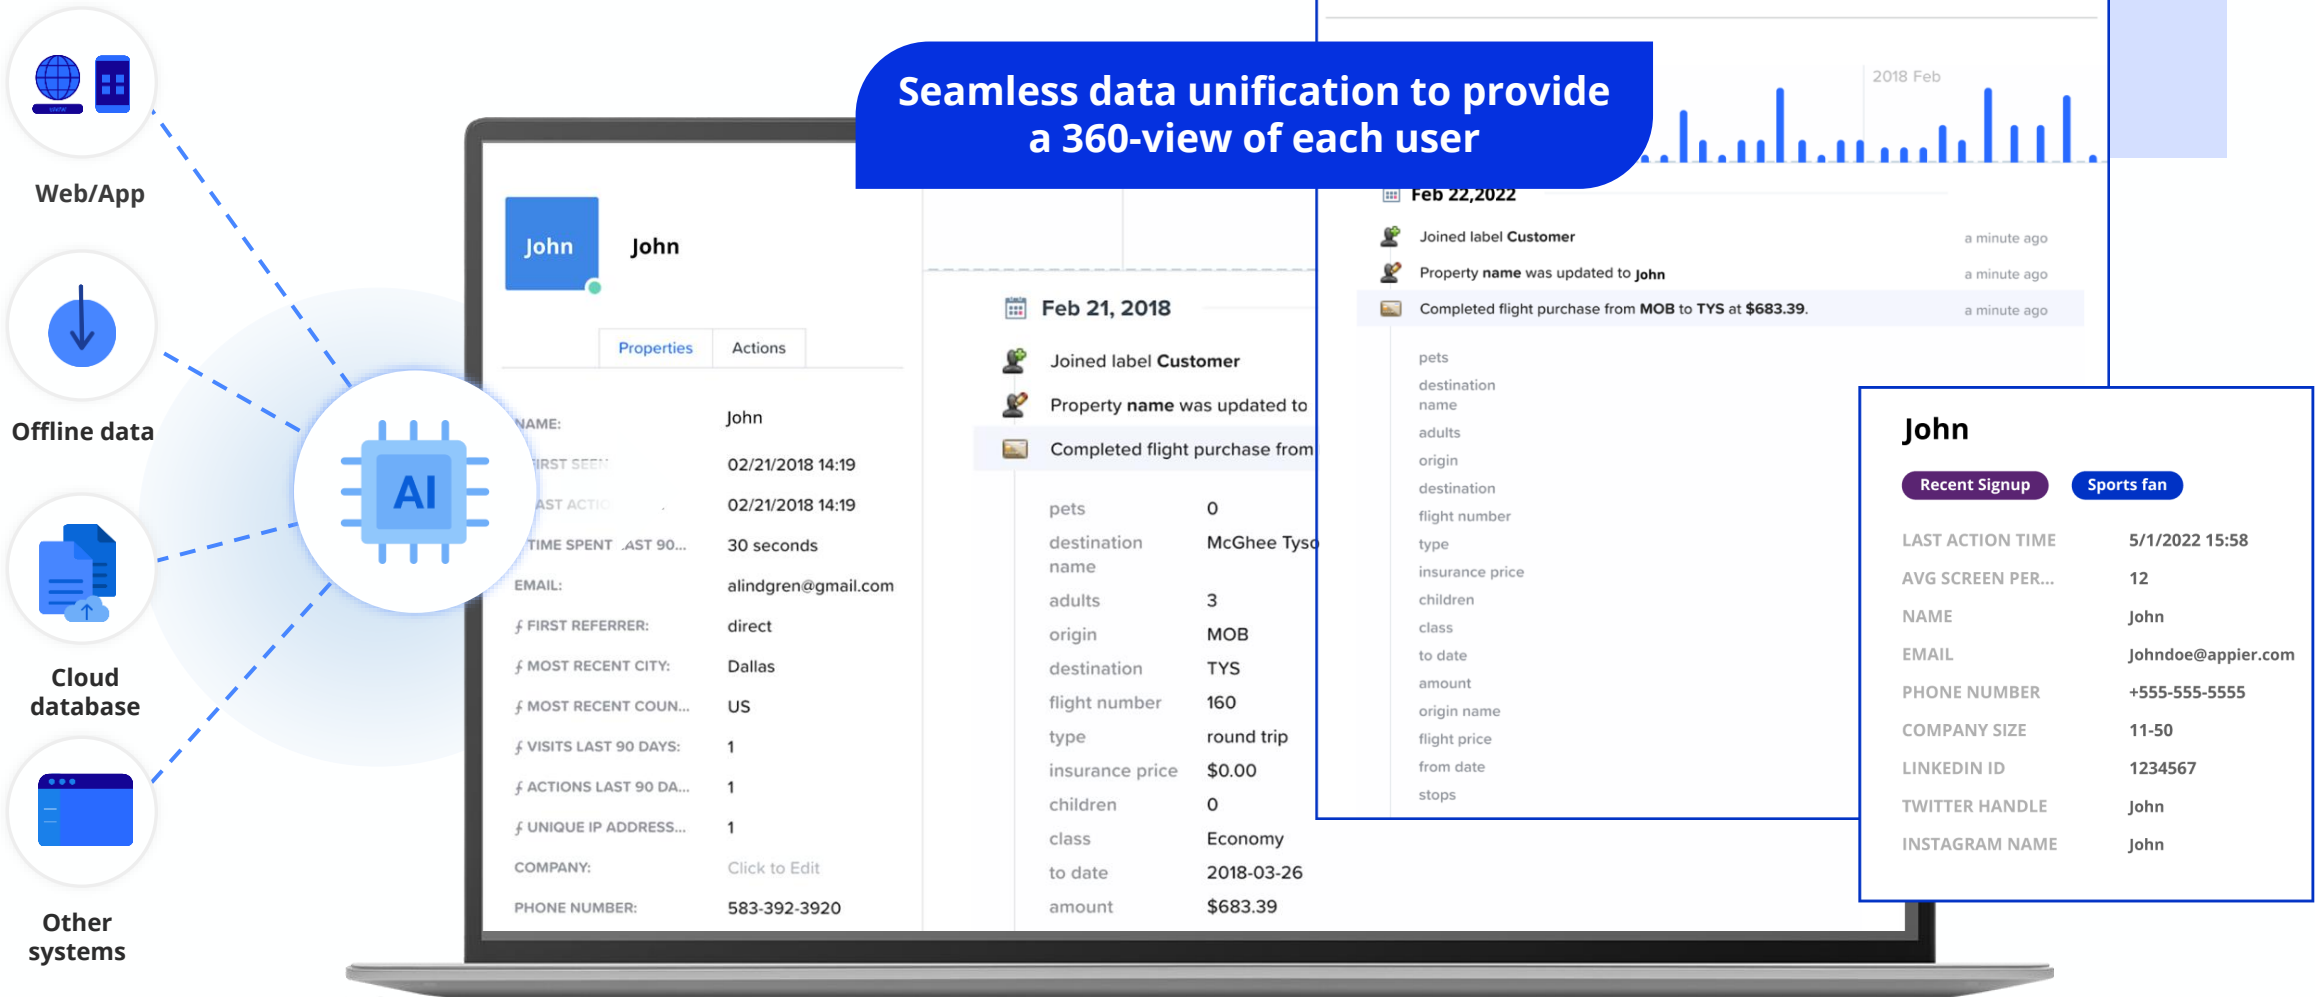 Web/App
Offline data
Cloud
database
Other
systems
AI
Seamless data unification to provide
a 360-view of each user
John
John
Properties
Actions
NAME:
John
02/21/2018 14:19
02/21/2018 14:19
TIME SPENT
30 seconds
EMAIL:
alindgren@gmail.com
FIRST REFERRER:
direct
MOST RECENT CITY:
Dallas
MOST RECENT COUN...
US
VISITS LAST 90 DAYS:
1
ACTIONS LAST 90 DA...
1
UNIQUE IP ADDRESS...
1
COMPANY:
Click to Edit
PHONE NUMBER:
583-392-3920
Feb 21, 2018
Joined label Customer
Property name was updated to
Completed flight purchase from
pets 0
destination McGhee Tyso
name
adults 3
origin MOB
destination TYS
flight number 160
type round trip
insurance price $0.00
children 0
class Economy
to date 2018-03-26
amount $683.39
2018 Feb
Feb 22,2022
Joined label Customer a minute ago
Property name was updated to John a minute ago
Completed flight purchase from MOB to TYS at $683.39. a minute ago
pets
destination
name
adults
origin
destination
flight number
type
insurance price
children
class
to date
amount
origin name
flight price
from date
stops
John
Recent Signup
Sports fan
LAST ACTION TIME 5/1/2022 15:58
AVG SCREEN PER... 12
NAME John
EMAIL Johndoe@appier.com
PHONE NUMBER +555-555-5555
COMPANY SIZE 11-50
LINKEDIN ID 1234567
TWITTER HANDLE John
INSTAGRAM NAME John